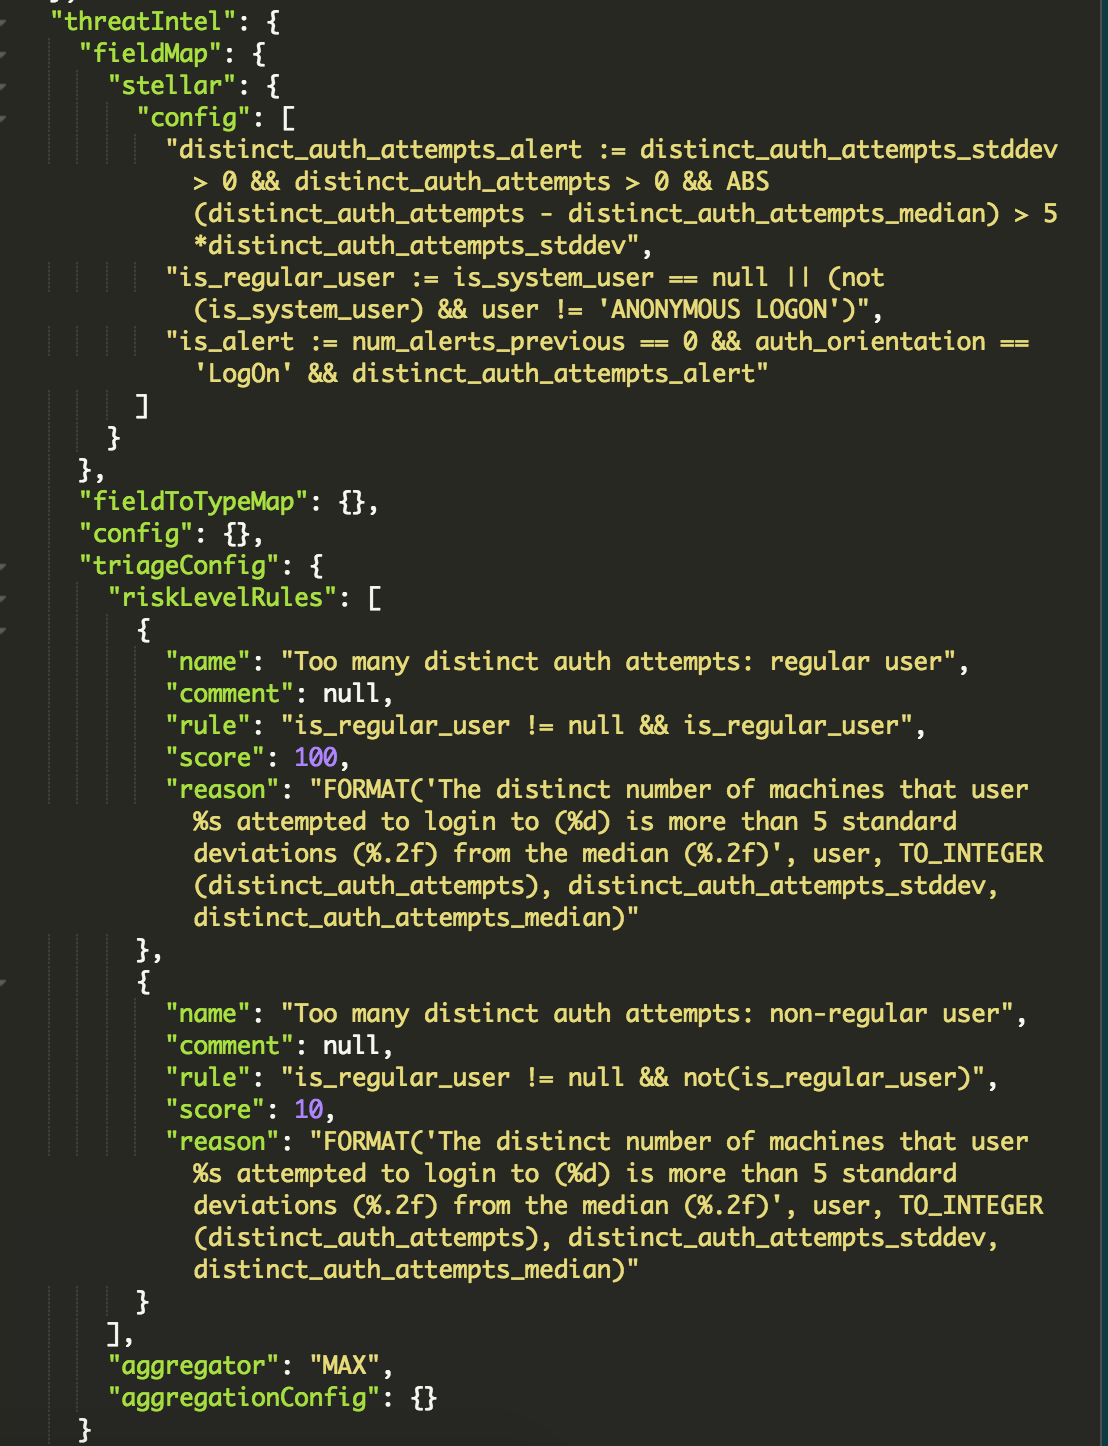 "threatIntel": {
"fieldMap": {
"stellar": {
"config": [
"distinct_auth_attempts_alert := distinct_auth_attempts_stddev
> 0 && distinct_auth_attempts > 0 && ABS
(distinct_auth_attempts - distinct_auth_attempts_median) > 5
*distinct_auth_attempts_stddev",
"is_regular_user := is_system_user == null || (not
(is_system_user) && user != 'ANONYMOUS LOGON')",
"is_alert := num_alerts_previous == 0 && auth_orientation ==
'LogOn' && distinct_auth_attempts_alert"
]
}
},
"fieldToTypeMap": {},
"config": {},
"triageConfig": {
"riskLevelRules": [
{
"name": "Too many distinct auth attempts: regular user",
"comment": null,
"rule": "is_regular_user != null && is_regular_user",
"score": 100,
"reason": "FORMAT('The distinct number of machines that user
%s attempted to login to (%d) is more than 5 standard
deviations (%.2f) from the median (%.2f)', user, TO_INTEGER
(distinct_auth_attempts), distinct_auth_attempts_stddev,
distinct_auth_attempts_median)"
},
{
"name": "Too many distinct auth attempts: non-regular user",
"comment": null,
"rule": "is_regular_user != null && not(is_regular_user)",
"score": 10,
"reason": "FORMAT('The distinct number of machines that user
%s attempted to login to (%d) is more than 5 standard
deviations (%.2f) from the median (%.2f)', user, TO_INTEGER
(distinct_auth_attempts), distinct_auth_attempts_stddev,
distinct_auth_attempts_median)"
}
],
"aggregator": "MAX",
"aggregationConfig": {}
}